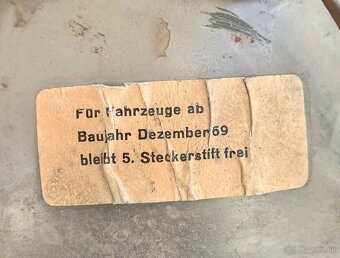 Für Fahrzeuge ab
Baujahr Dezember 69
bleibt 5. Steckerstift frei